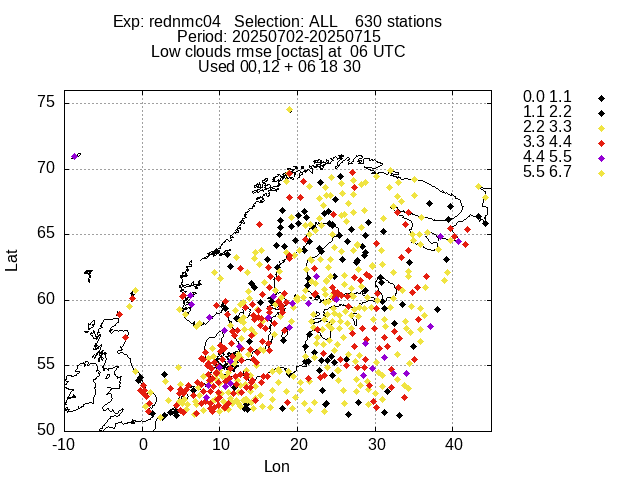 Exp: rednmc04   Selection: ALL    630 stations
Period: 20250702-20250715
Low clouds rmse [octas] at  06 UTC
Used 00,12 + 06 18 30
0.0 1.1
1.1 2.2
2.2 3.3
3.3 4.4
4.4 5.5
5.5 6.7
75
70
65
60
55
50
Lat
-10 0 10 20 30 40
Lon